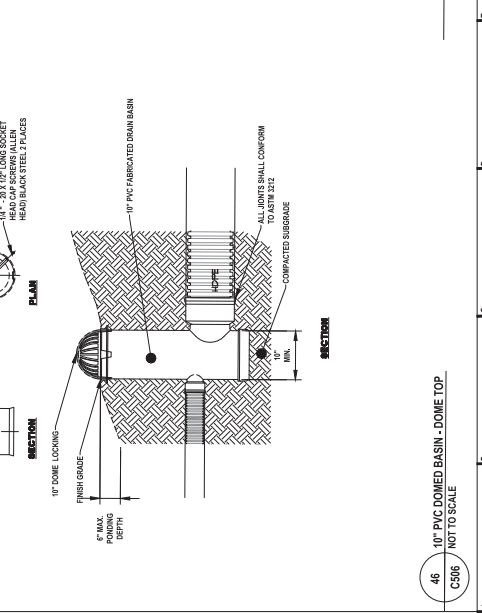 1/4" - 20 X 1/2" LONG SOCKET
HEAD CAP SCREWS (ALLEN
HEAD) BLACK STEEL 2 PLACES
PLAN
SECTION
10" DOME LOCKING
FINISH GRADE
6" MAX.
PONDING
DEPTH
10" PVC FABRICATED DRAIN BASIN
HDPE
ALL JIONTS SHALL CONFORM
TO ASTM 3212
COMPACTED SUBGRADE
10"
MIN.
SECTION
46
C506
10" PVC DOMED BASIN - DOME TOP
NOT TO SCALE